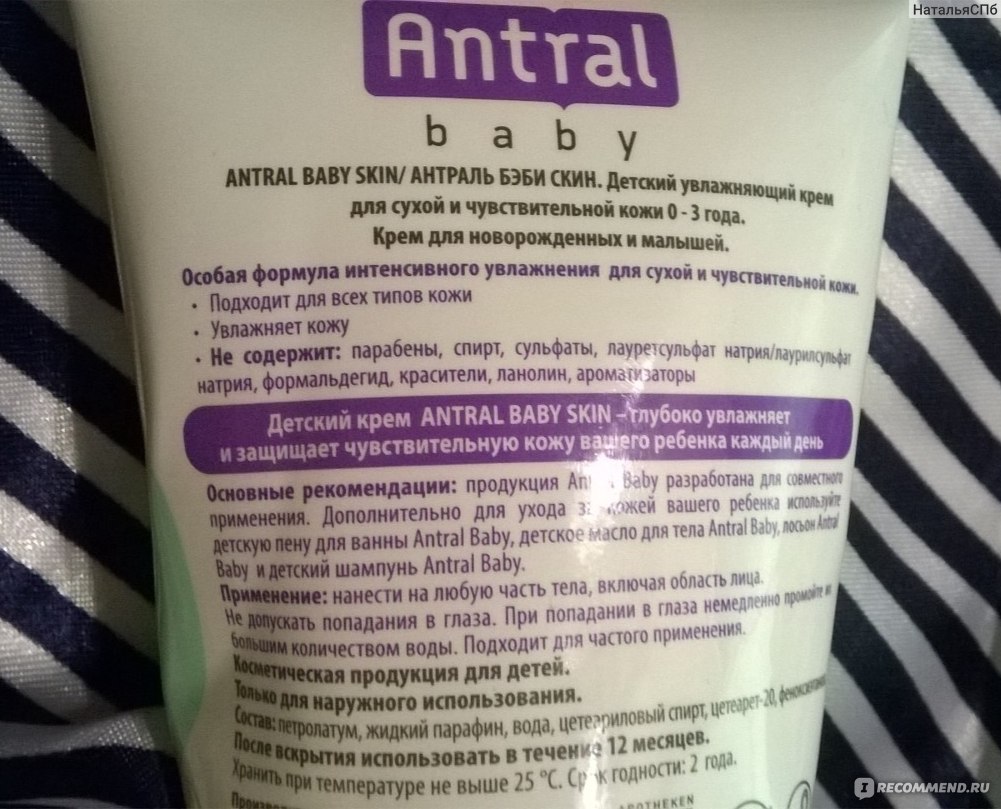 НатальяСПб
Antral
baby
ANTRAL BABY SKIN/ АНТРАЛЬ БЭБИ СКИН. Детский увлажняющий крем
для сухой и чувствительной кожи 0 - 3 года.
Крем для новорожденных и малышей.
Особая формула интенсивного увлажнения для сухой и чувствительной кожи.
• Подходит для всех типов кожи
• Увлажняет кожу
• Не содержит: парабены, спирт, сульфаты, лауретсульфат натрия/лаурилсульфат
натрия, формальдегид, красители, ланолин, ароматизаторы
Детский крем ANTRAL BABY SKIN – глубоко увлажняет
и защищает чувствительную кожу вашего ребенка каждый день
Основные рекомендации: продукция Antral Baby разработана для совместного
применения. Дополнительно для ухода за кожей вашего ребенка используйте
детскую пену для ванны Antral Baby, детское масло для тела Antral Baby, лосьон Antral
Baby и детский шампунь Antral Baby.
Применение: нанести на любую часть тела, включая область лица.
Не допускать попадания в глаза. При попадании в глаза немедленно промойте их
большим количеством воды. Подходит для частого применения.
Косметическая продукция для детей.
Только для наружного использования.
Состав: петролатум, жидкий парафин, вода, цетеариловый спирт, цетеарет-20,
После вскрытия использовать в течение 12 месяцев.
Хранить при температуре не выше 25 °C. Срок годности: 2 года.
APOTHEKEN
IRECOMMEND.RU